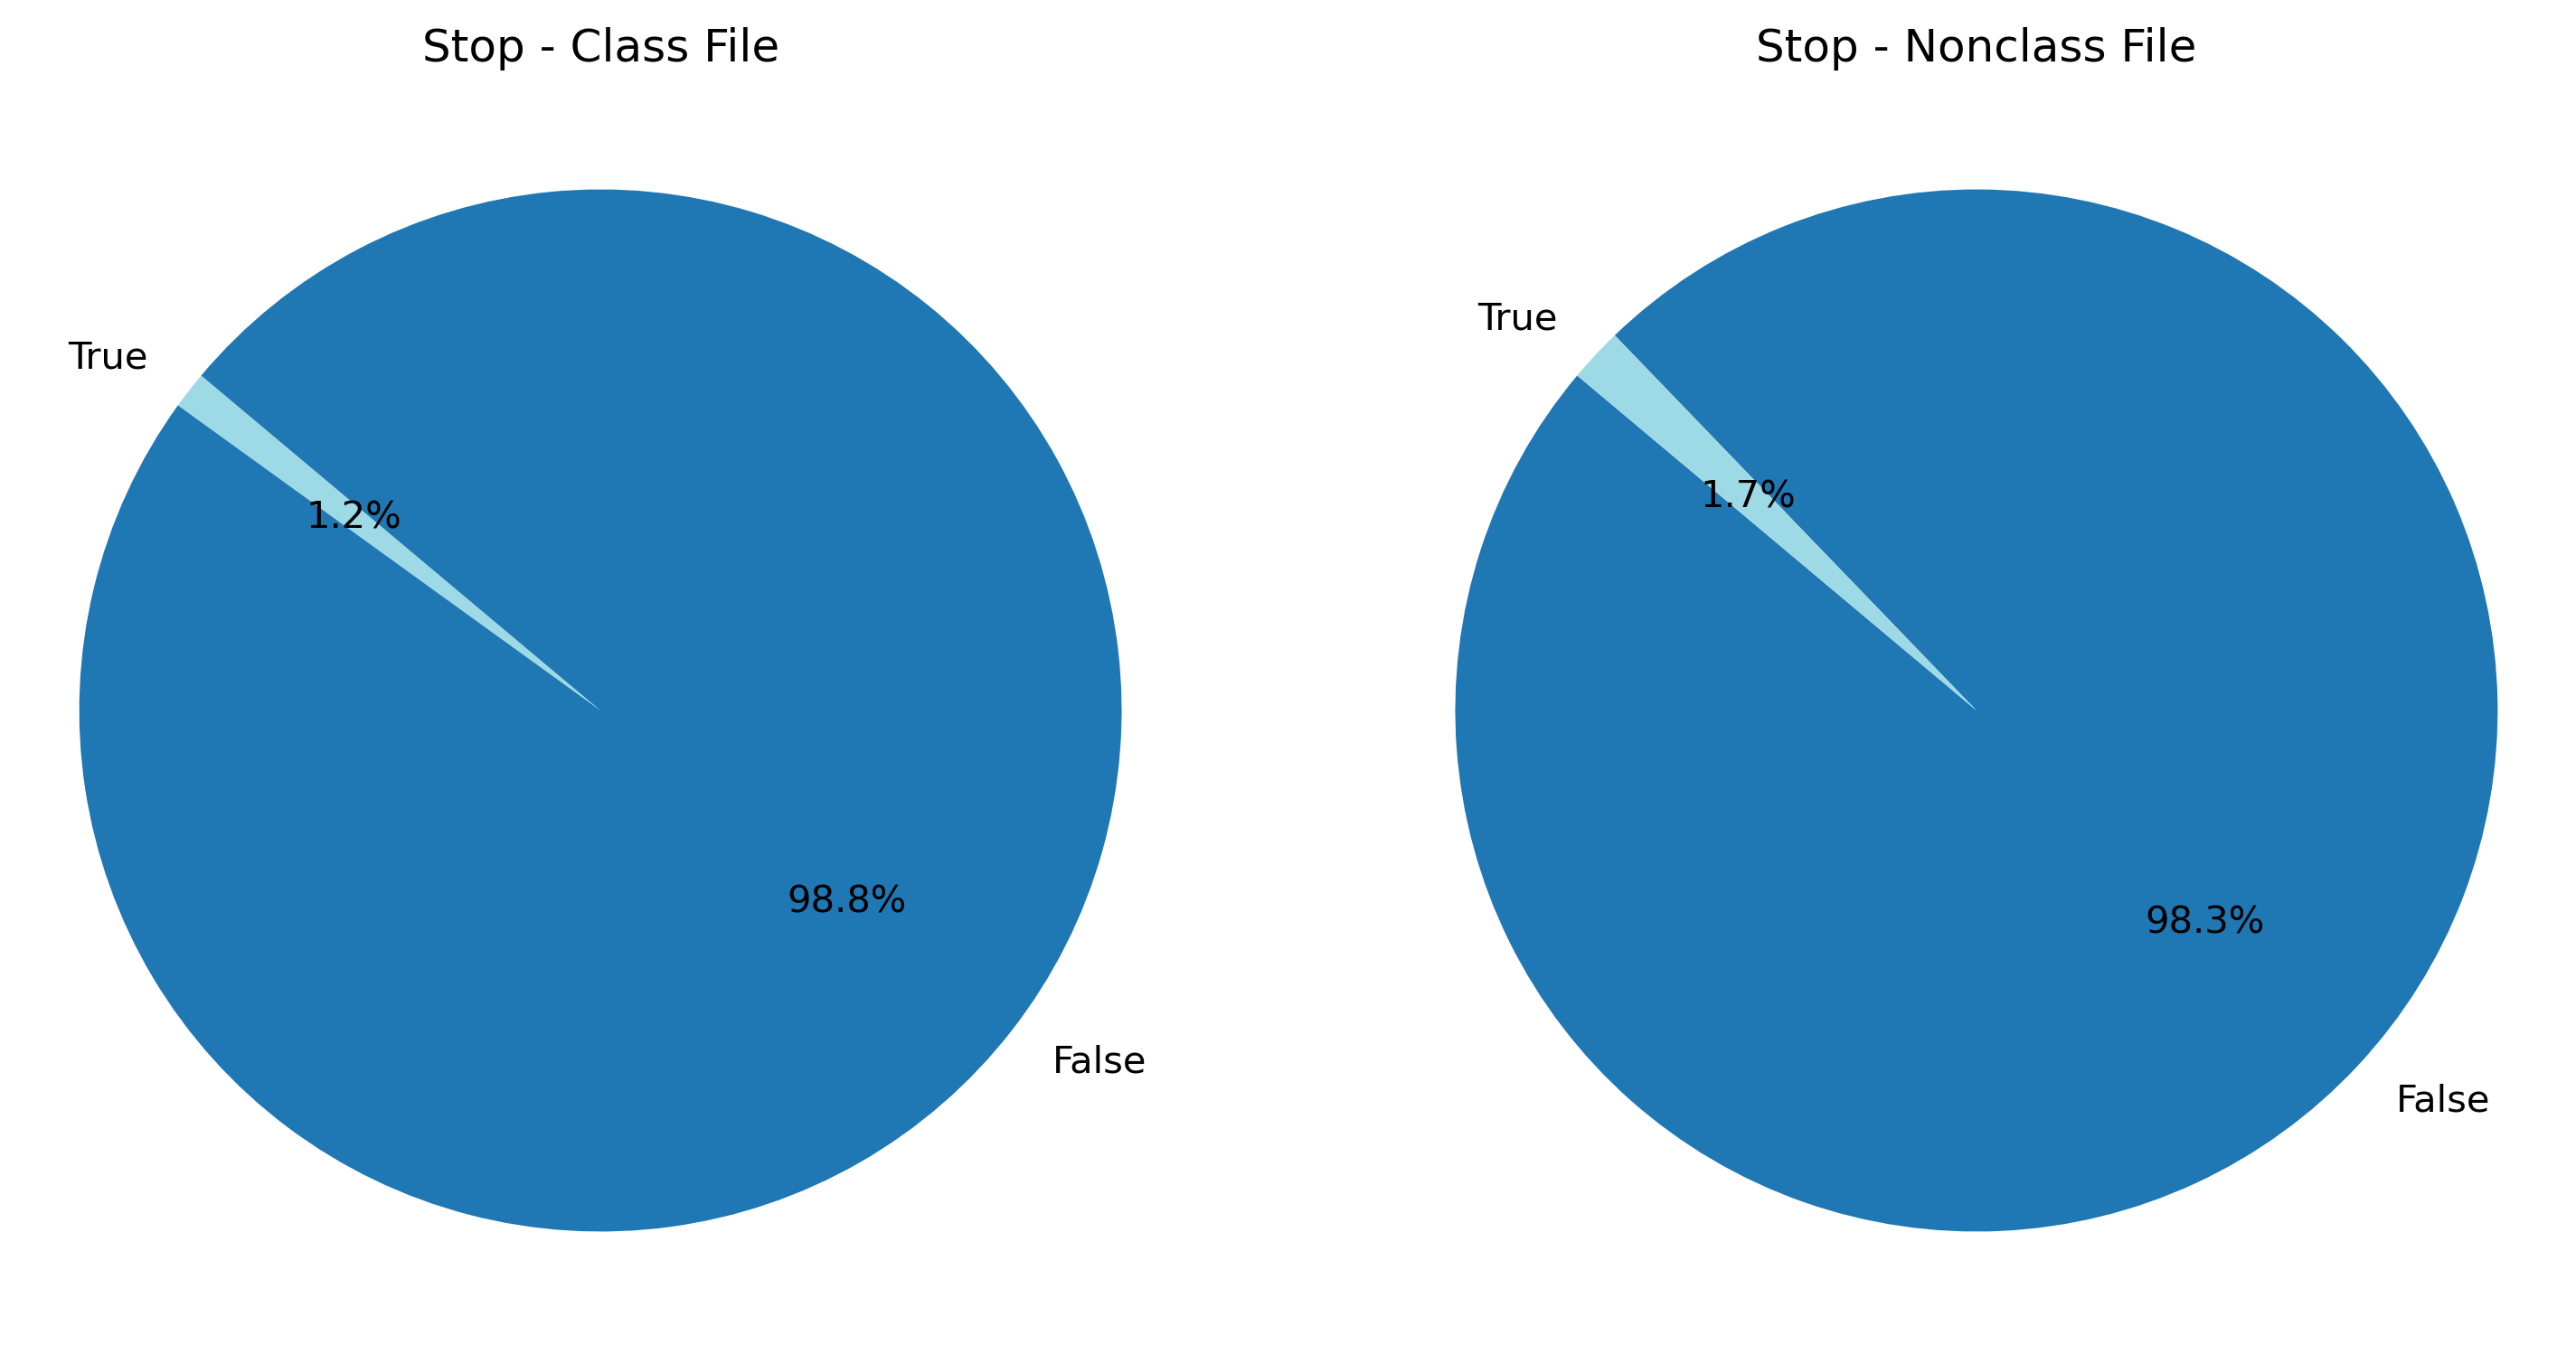 Stop - Class File
True
1.2%
98.8%
False
Stop - Nonclass File
True
1.7%
98.3%
False